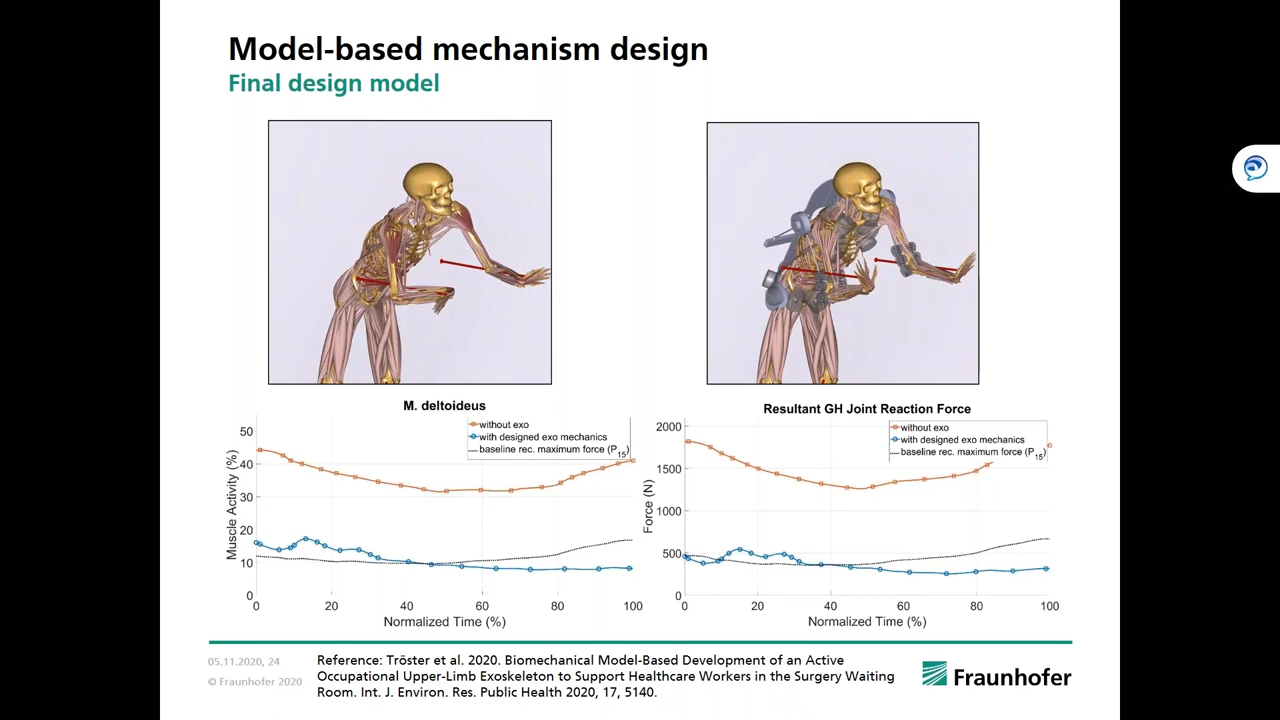 Model-based mechanism design
Final design model
M. deltoideus
without exo
with designed exo mechanics
baseline rec. maximum force (P15)
50
40
30
20
10
0
Muscle Activity (%)
0 20 40 60 80 100
Normalized Time (%)
Resultant GH Joint Reaction Force
without exo
with designed exo mechanics
baseline rec. maximum force (P15)
2000
1500
1000
500
0
Force (N)
0 20 40 60 80 100
Normalized Time (%)
05.11.2020, 24
© Fraunhofer 2020
Reference: Tröster et al. 2020. Biomechanical Model-Based Development of an Active
Occupational Upper-Limb Exoskeleton to Support Healthcare Workers in the Surgery Waiting
Room. Int. J. Environ. Res. Public Health 2020, 17, 5140.
Fraunhofer